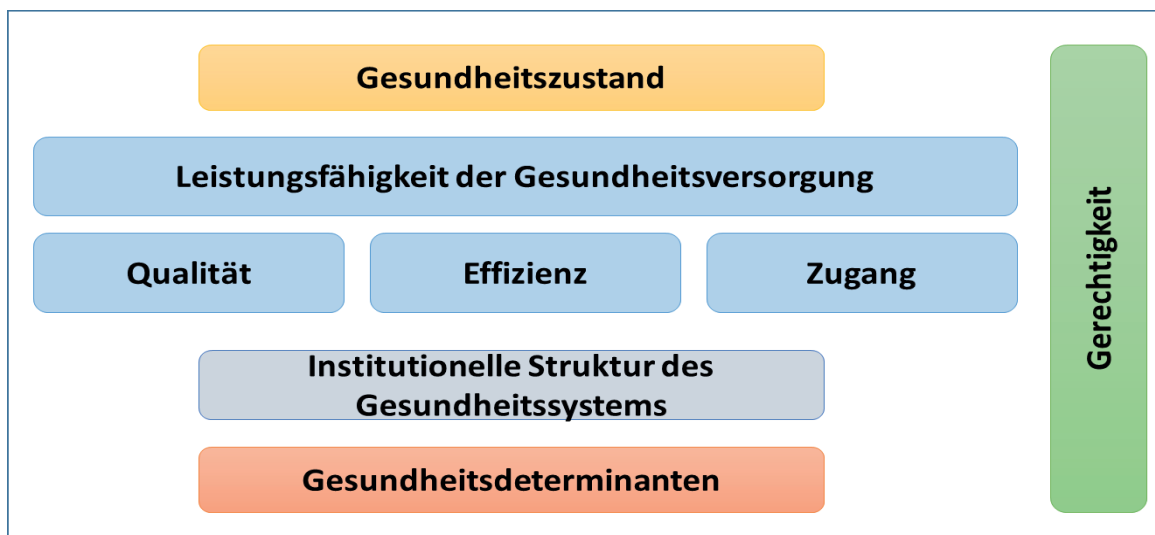 Gesundheitszustand
Leistungsfähigkeit der Gesundheitsversorgung
Qualität
Effizienz
Zugang
Institutionelle Struktur des
Gesundheitssystems
Gesundheitsdeterminanten
Gerechtigkeit